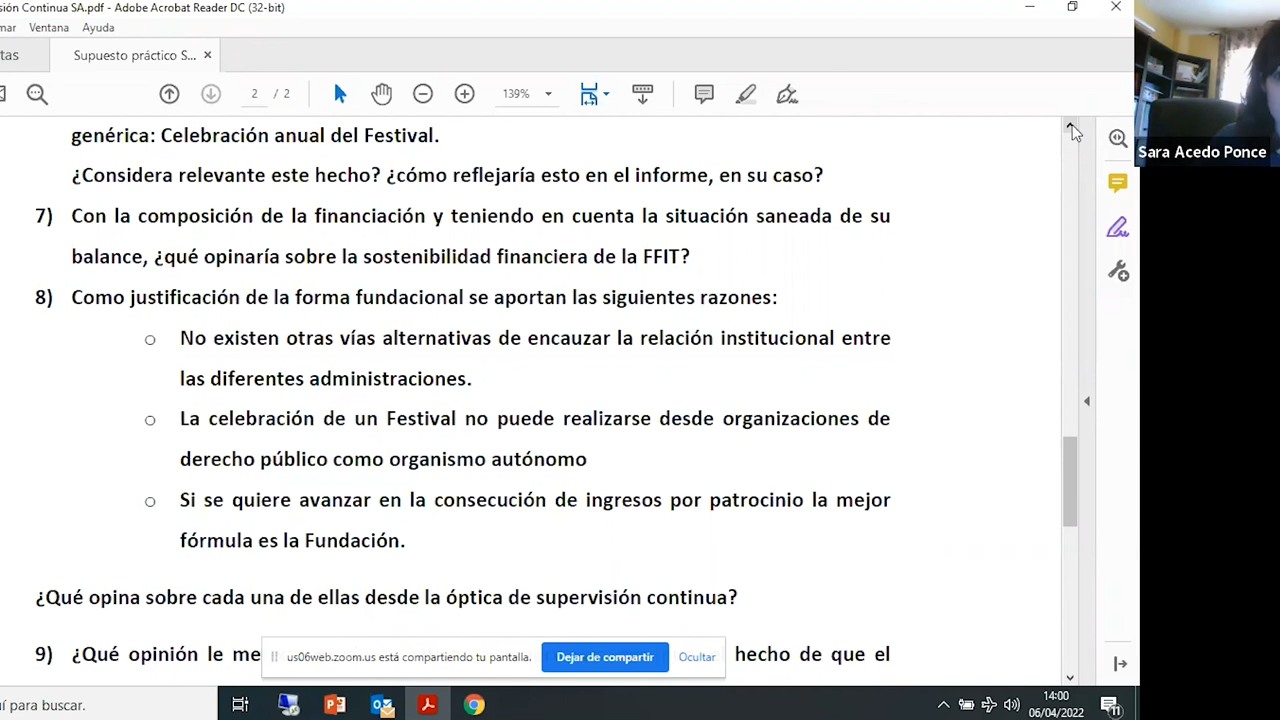 sión Continua SA.pdf - Adobe Acrobat Reader DC (32-bit)
mar Ventana Ayuda
tas
Supuesto práctico S... ×
2 / 2
139%
genérica: Celebración anual del Festival.
¿Considera relevante este hecho? ¿cómo reflejaría esto en el informe, en su caso?
7) Con la composición de la financiación y teniendo en cuenta la situación saneada de su
balance, ¿qué opinaría sobre la sostenibilidad financiera de la FFIT?
8) Como justificación de la forma fundacional se aportan las siguientes razones:
o No existen otras vías alternativas de encauzar la relación institucional entre
las diferentes administraciones.
o La celebración de un Festival no puede realizarse desde organizaciones de
derecho público como organismo autónomo
o Si se quiere avanzar en la consecución de ingresos por patrocinio la mejor
fórmula es la Fundación.
¿Qué opina sobre cada una de ellas desde la óptica de supervisión continua?
9) ¿Qué opinión le me hecho de que el
us06web.zoom.us está compartiendo tu pantalla. Dejar de compartir Ocultar
Sara Acedo Ponce
uí para buscar.
14:00
06/04/2022
11